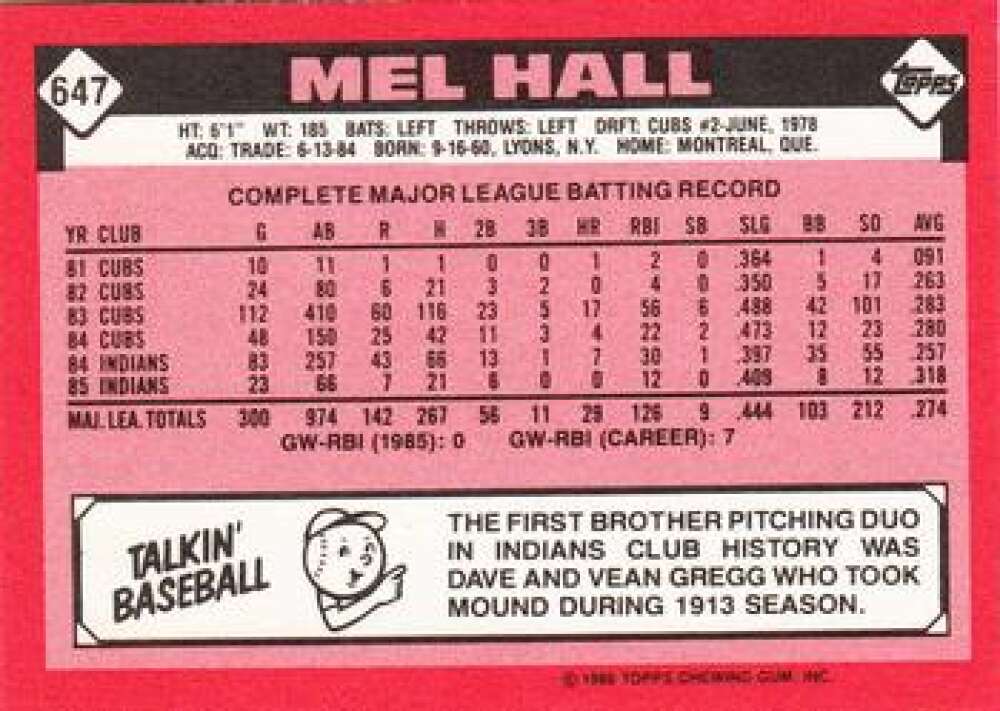 647
MEL HALL
TOPPS
HT: 6'1" WT: 185 BATS: LEFT THROWS: LEFT DRFT: CUBS #2-JUNE, 1978
ACQ: TRADE: 6-13-84 BORN: 9-16-60, LYONS, N.Y. HOME: MONTREAL, QUE.
COMPLETE MAJOR LEAGUE BATTING RECORD
YR CLUB G AB R H 2B 3B HR RBI SB SLG BB SO AVG
81 CUBS 10 11 1 1 0 0 1 2 0 .364 1 4 .091
82 CUBS 24 80 6 21 3 2 0 4 0 .350 5 17 .263
83 CUBS 112 410 60 116 23 5 17 56 6 .488 42 101 .283
84 CUBS 48 150 25 42 11 3 4 22 2 .473 12 23 .280
84 INDIANS 83 257 43 66 13 1 7 30 1 .397 35 55 .257
85 INDIANS 23 66 7 21 6 0 0 12 0 .409 8 12 .318
MAJ. LEA. TOTALS 300 974 142 267 56 11 29 126 9 .444 103 212 .274
GW-RBI (1985): 0 GW-RBI (CAREER): 7
TALKIN'
BASEBALL
THE FIRST BROTHER PITCHING DUO
IN INDIANS CLUB HISTORY WAS
DAVE AND VEAN GREGG WHO TOOK
MOUND DURING 1913 SEASON.
© 1986 TOPPS CHEWING GUM, INC.